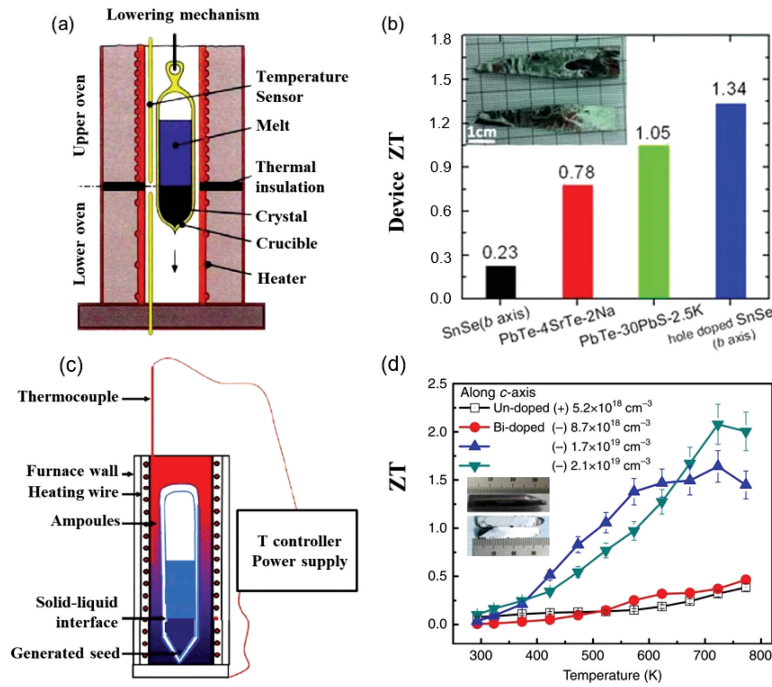 (a)
Lowering mechanism
Upper oven
Lower oven
Temperature
Sensor
Melt
Thermal
insulation
Crystal
Crucible
Heater
(b)
Device ZT
1.8
1.5
1.2
0.9
0.6
0.3
0.0
1cm
0.23
0.78
1.05
1.34
SnSe(b axis)
PbTe-4SrTe-2Na
PbTe-30PbS-2.5K
hole doped SnSe
(b axis)
(c)
Thermocouple
Furnace wall
Heating wire
Ampoules
Solid-liquid
interface
Generated seed
T controller
Power supply
(d)
ZT
2.5
2.0
1.5
1.0
0.5
0.0
Along c-axis
Un-doped (+) 5.2×10¹⁸ cm⁻³
Bi-doped (−) 8.7×10¹⁸ cm⁻³
(−) 1.7×10¹⁹ cm⁻³
(−) 2.1×10¹⁹ cm⁻³
300 400 500 600 700 800
Temperature (K)